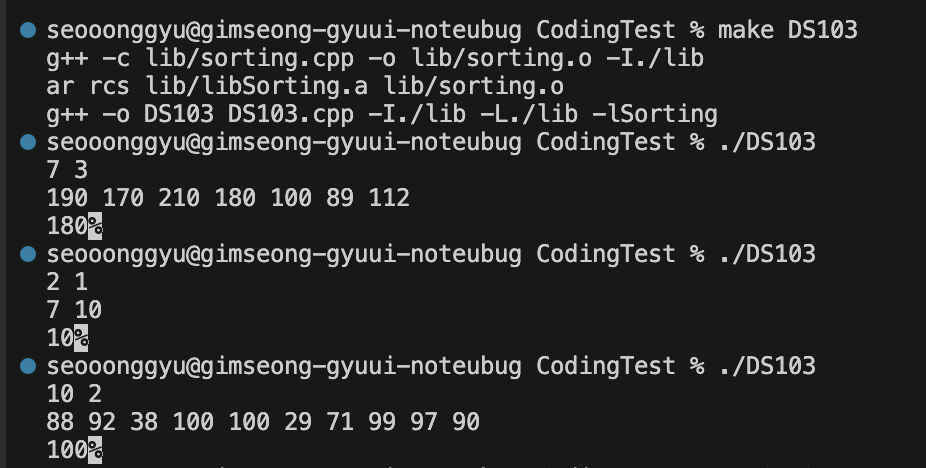 seooonggyu@gimseong-gyuui-noteubug CodingTest % make DS103
g++ -c lib/sorting.cpp -o lib/sorting.o -I./lib
ar rcs lib/libSorting.a lib/sorting.o
g++ -o DS103 DS103.cpp -I./lib -L./lib -lSorting
seooonggyu@gimseong-gyuui-noteubug CodingTest % ./DS103
7 3
190 170 210 180 100 89 112
180%
seooonggyu@gimseong-gyuui-noteubug CodingTest % ./DS103
2 1
7 10
10%
seooonggyu@gimseong-gyuui-noteubug CodingTest % ./DS103
10 2
88 92 38 100 100 29 71 99 97 90
100%